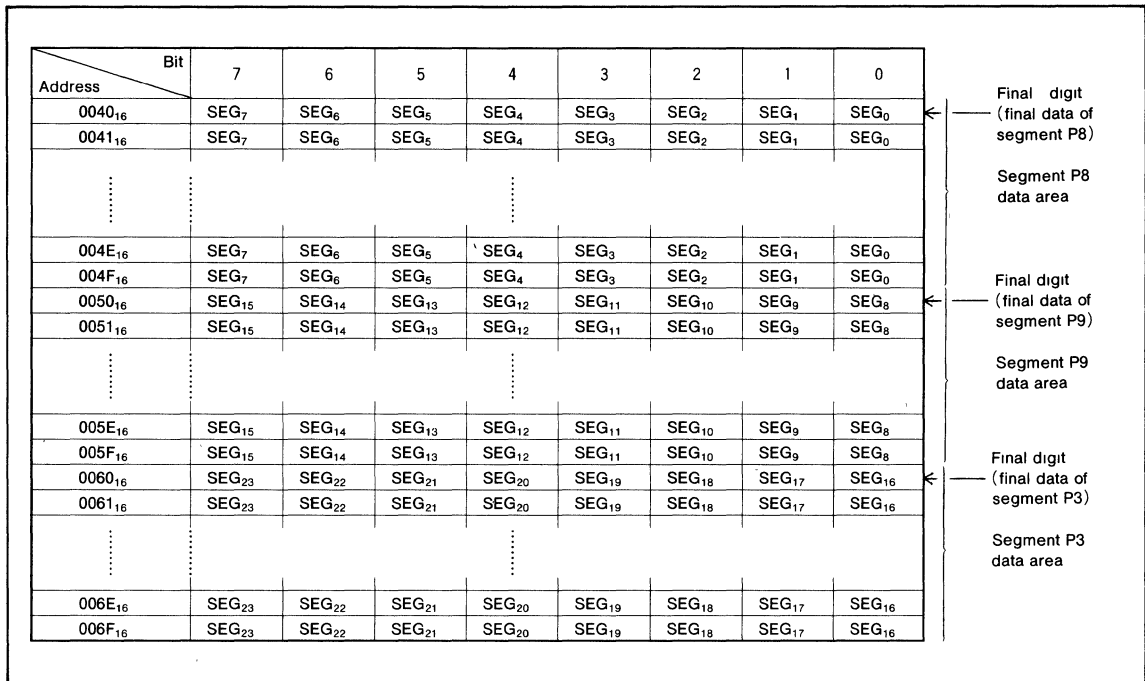 Bit
Address 7 6 5 4 3 2 1 0
0040₁₆ SEG₇ SEG₆ SEG₅ SEG₄ SEG₃ SEG₂ SEG₁ SEG₀
0041₁₆ SEG₇ SEG₆ SEG₅ SEG₄ SEG₃ SEG₂ SEG₁ SEG₀
004E₁₆ SEG₇ SEG₆ SEG₅ SEG₄ SEG₃ SEG₂ SEG₁ SEG₀
004F₁₆ SEG₇ SEG₆ SEG₅ SEG₄ SEG₃ SEG₂ SEG₁ SEG₀
0050₁₆ SEG₁₅ SEG₁₄ SEG₁₃ SEG₁₂ SEG₁₁ SEG₁₀ SEG₉ SEG₈
0051₁₆ SEG₁₅ SEG₁₄ SEG₁₃ SEG₁₂ SEG₁₁ SEG₁₀ SEG₉ SEG₈
005E₁₆ SEG₁₅ SEG₁₄ SEG₁₃ SEG₁₂ SEG₁₁ SEG₁₀ SEG₉ SEG₈
005F₁₆ SEG₁₅ SEG₁₄ SEG₁₃ SEG₁₂ SEG₁₁ SEG₁₀ SEG₉ SEG₈
0060₁₆ SEG₂₃ SEG₂₂ SEG₂₁ SEG₂₀ SEG₁₉ SEG₁₈ SEG₁₇ SEG₁₆
0061₁₆ SEG₂₃ SEG₂₂ SEG₂₁ SEG₂₀ SEG₁₉ SEG₁₈ SEG₁₇ SEG₁₆
006E₁₆ SEG₂₃ SEG₂₂ SEG₂₁ SEG₂₀ SEG₁₉ SEG₁₈ SEG₁₇ SEG₁₆
006F₁₆ SEG₂₃ SEG₂₂ SEG₂₁ SEG₂₀ SEG₁₉ SEG₁₈ SEG₁₇ SEG₁₆
Final digit
(final data of
segment P8)
Segment P8
data area
Final digit
(final data of
segment P9)
Segment P9
data area
Final digit
(final data of
segment P3)
Segment P3
data area